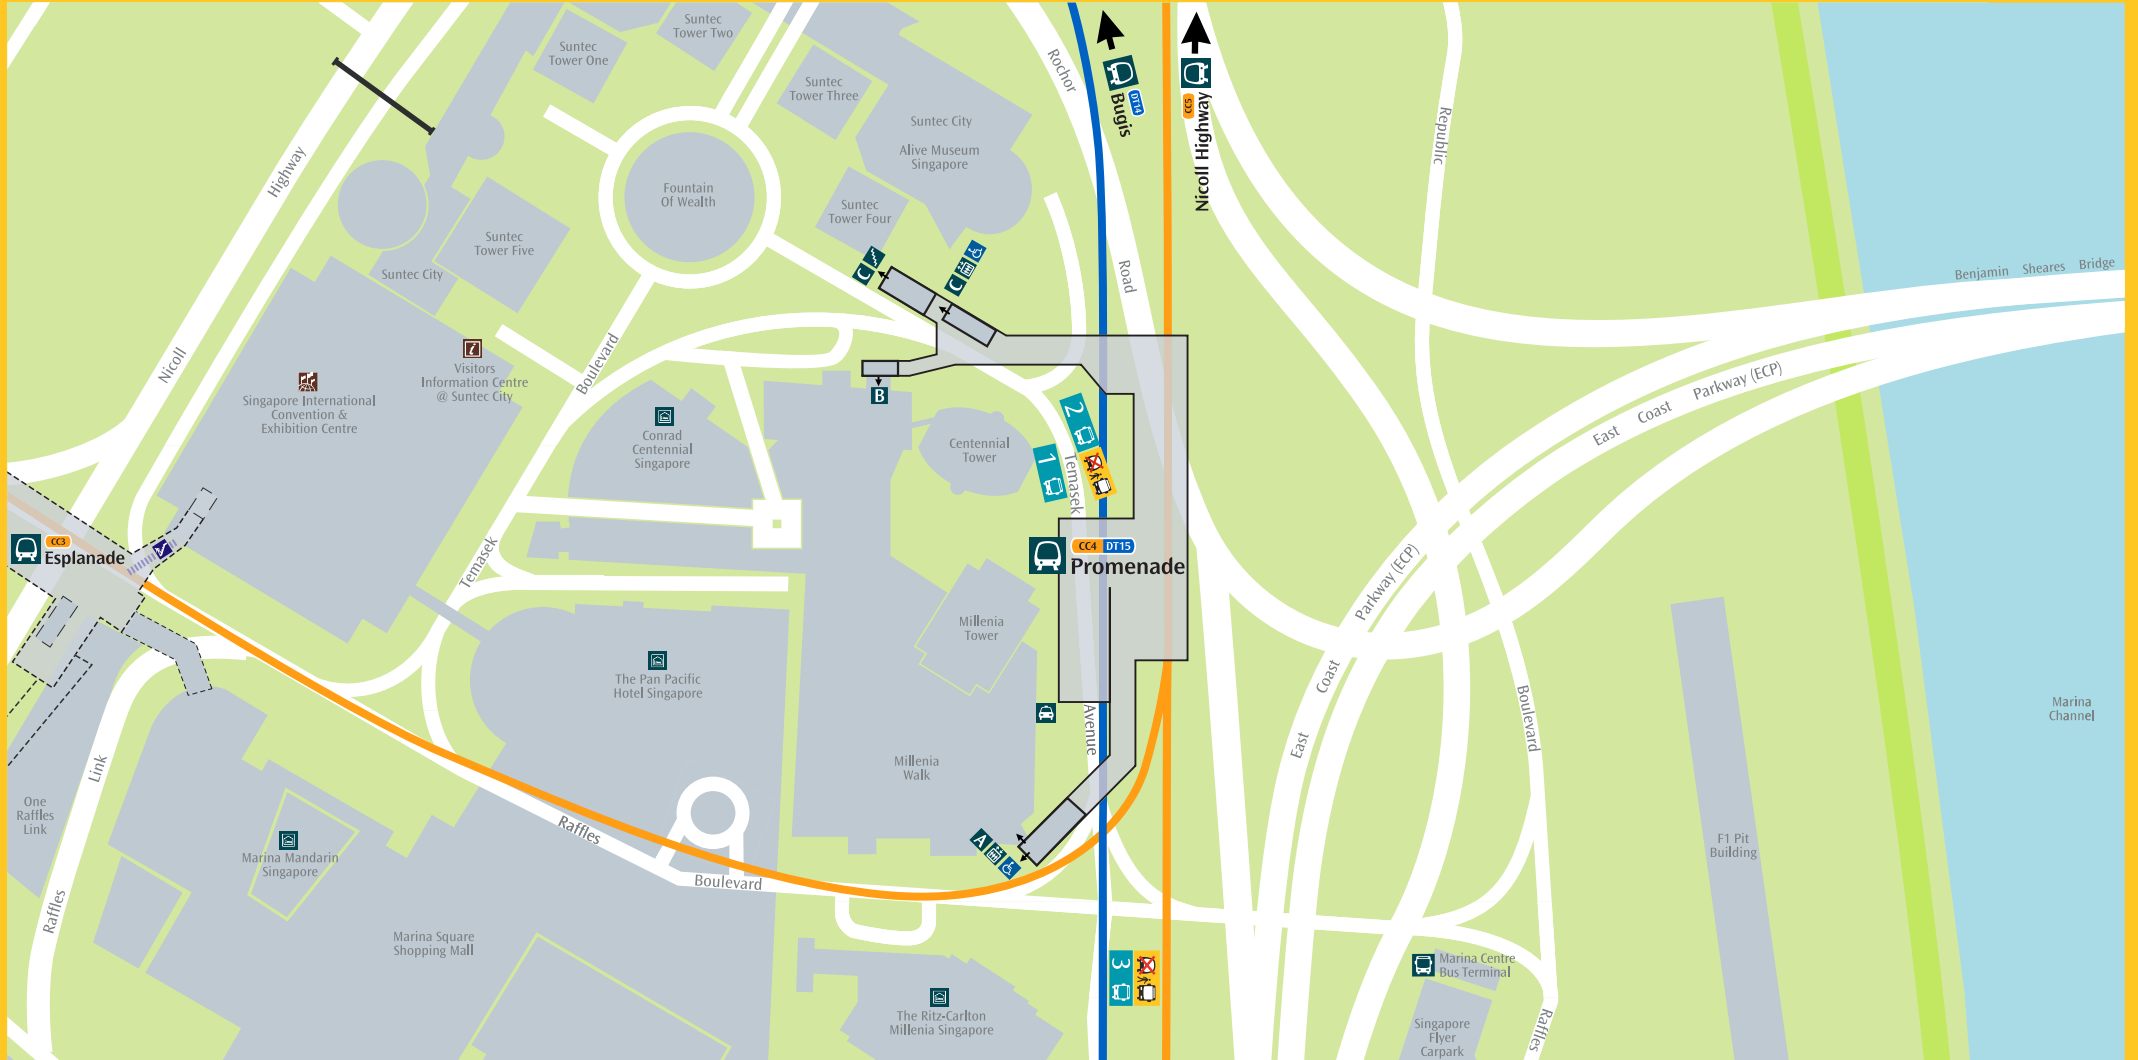 Suntec
Tower One
Suntec
Tower Two
Suntec
Tower Three
Suntec City
Alive Museum
Singapore
Suntec
Tower Four
Fountain
Of Wealth
Suntec
Tower Five
Suntec City
Highway
Nicoll
Rochor
Road
Bugis
DT14
Nicoll Highway
CC5
Republic
Boulevard
Benjamin Sheares Bridge
East Coast Parkway (ECP)
East Coast Parkway (ECP)
Marina
Channel
C
C
B
Visitors
Information Centre
@ Suntec City
Singapore International
Convention &
Exhibition Centre
Temasek
Boulevard
Conrad
Centennial
Singapore
Centennial
Tower
2
1
Temasek
Avenue
CC3
Esplanade
CC4 DT15
Promenade
Millenia
Tower
The Pan Pacific
Hotel Singapore
Millenia
Walk
A
One
Raffles
Link
Raffles
Link
Marina Mandarin
Singapore
Marina Square
Shopping Mall
Raffles
Boulevard
3
The Ritz-Carlton
Millenia Singapore
F1 Pit
Building
Marina Centre
Bus Terminal
Singapore
Flyer
Carpark
Raffles